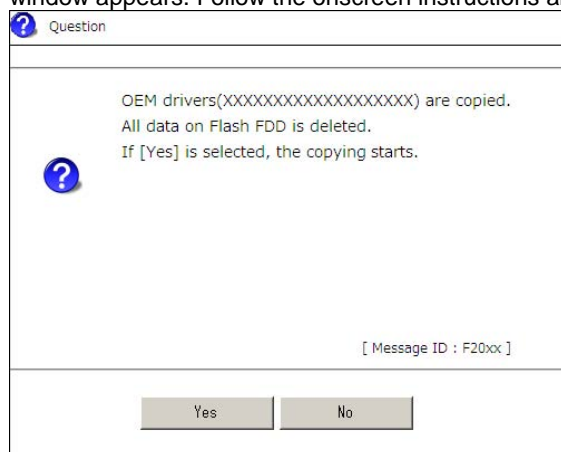 window appears. Follow the onscreen instructions a
Question
OEM drivers(XXXXXXXXXXXXXXXXXXX) are copied.
All data on Flash FDD is deleted.
If [Yes] is selected, the copying starts.
[ Message ID : F20xx ]
Yes No